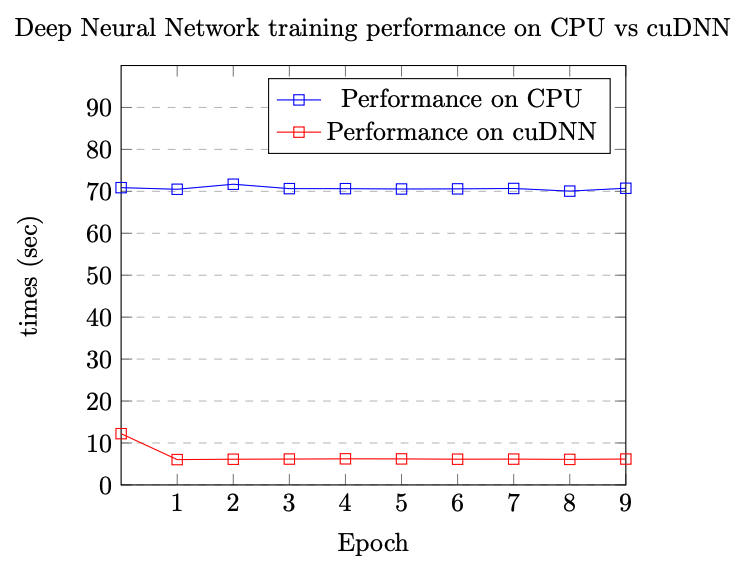 Deep Neural Network training performance on CPU vs cuDNN
Performance on CPU
Performance on cuDNN
90
80
70
60
50
40
30
20
10
0
times (sec)
1 2 3 4 5 6 7 8 9
Epoch